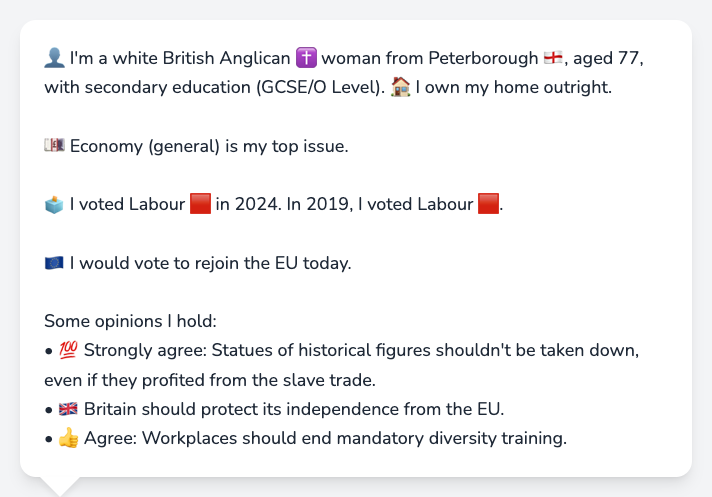 👤 I'm a white British Anglican ✝️ woman from Peterborough 🏴󠁧󠁢󠁥󠁮󠁧󠁿, aged 77,
with secondary education (GCSE/O Level). 🏠 I own my home outright.
💷 Economy (general) is my top issue.
🗳️ I voted Labour 🟥 in 2024. In 2019, I voted Labour 🟥.
🇪🇺 I would vote to rejoin the EU today.
Some opinions I hold:
• 💯 Strongly agree: Statues of historical figures shouldn't be taken down,
even if they profited from the slave trade.
• 🇬🇧 Britain should protect its independence from the EU.
• 👍 Agree: Workplaces should end mandatory diversity training.